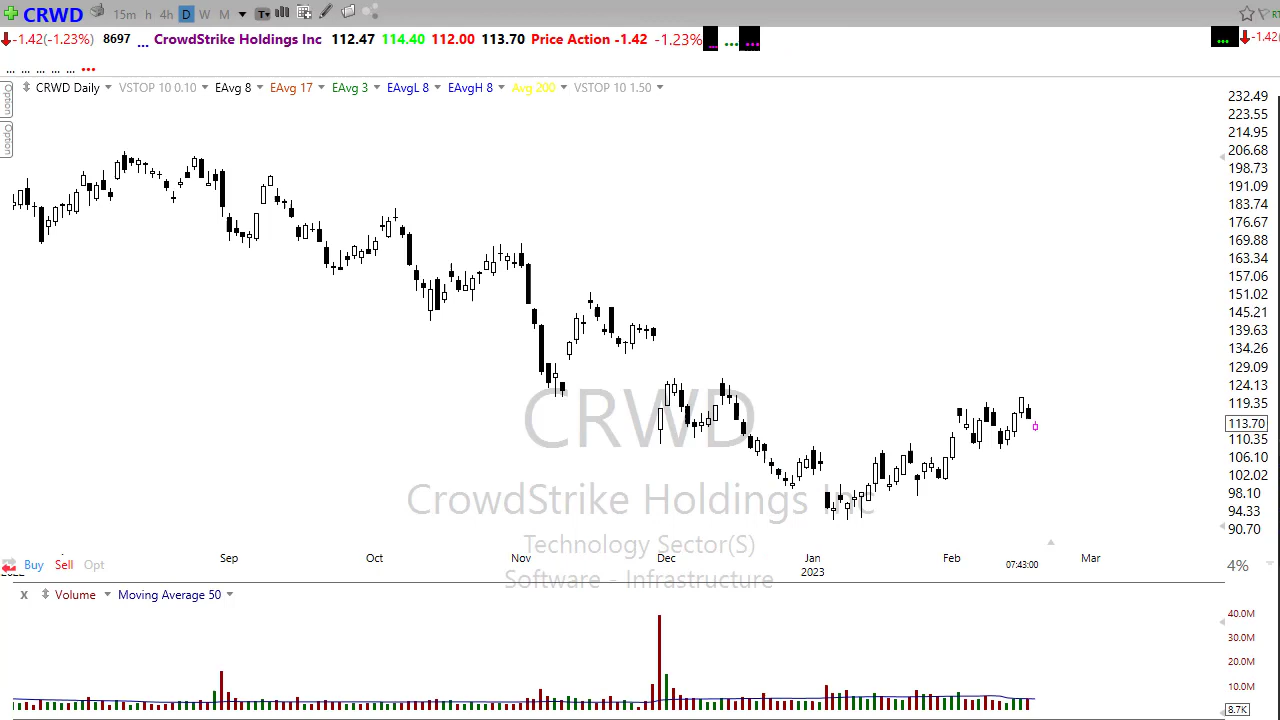 CRWD 15m h 4h D W M T
-1.42(-1.23%) 8697 ... CrowdStrike Holdings Inc 112.47 114.40 112.00 113.70 Price Action -1.42 -1.23% ... ... ... ... -1.42(
... ... ... ... ... ...
Option
Option
CRWD Daily VSTOP 10 0.10 EAvg 8 EAvg 17 EAvg 3 EAvgL 8 EAvgH 8 Avg 200 VSTOP 10 1.50
232.49
223.55
214.95
206.68
198.73
191.09
183.74
176.67
169.88
163.34
157.06
151.02
145.21
139.63
134.26
129.09
124.13
119.35
113.70
110.35
106.10
102.02
98.10
94.33
90.70
CRWD
CrowdStrike Holdings Inc
Technology Sector(S)
Software - Infrastructure
Sep Oct Nov Dec Jan Feb Mar
2023
07:43:00
Buy Sell Opt
4%
x Volume Moving Average 50
40.0M
30.0M
20.0M
10.0M
8.7K